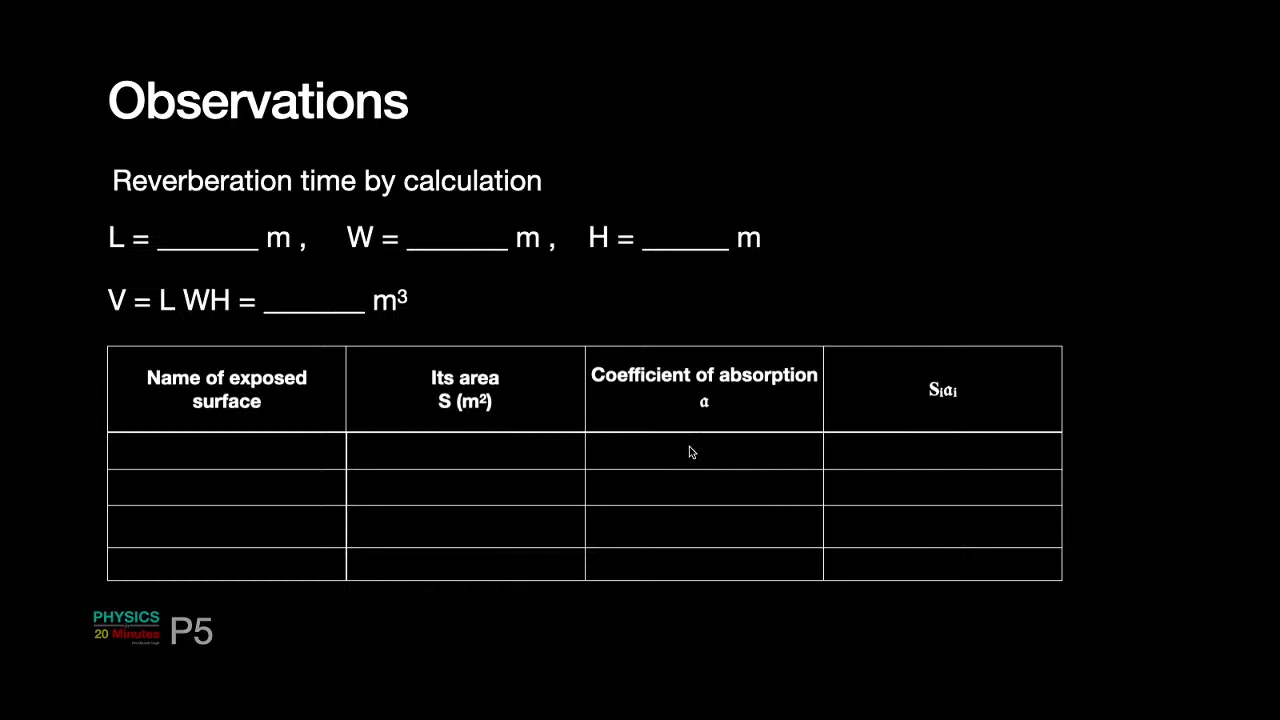 Observations
Reverberation time by calculation
L = _______ m , W = _______ m , H = ______ m
V = L WH = _______ m³
Name of exposed surface
Its area
S (m²)
Coefficient of absorption
α
Sᵢαᵢ
PHYSICS
20 Minutes
P5